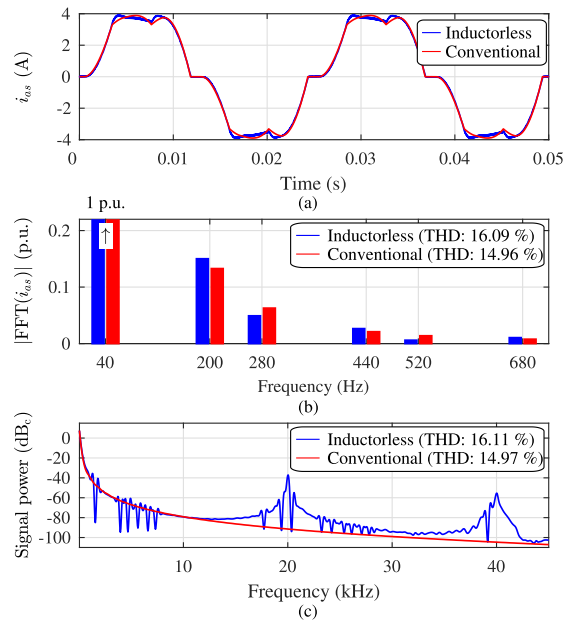 4
2
0
-2
-4
i_as (A)
Inductorless
Conventional
0
0.01
0.02
0.03
0.04
0.05
Time (s)
(a)
1 p.u.
↑
0.2
0.1
0
|FFT(i_as)| (p.u.)
Inductorless (THD: 16.09 %)
Conventional (THD: 14.96 %)
40
200
280
440
520
680
Frequency (Hz)
(b)
0
-20
-40
-60
-80
-100
Signal power (dB_c)
Inductorless (THD: 16.11 %)
Conventional (THD: 14.97 %)
10
20
30
40
Frequency (kHz)
(c)